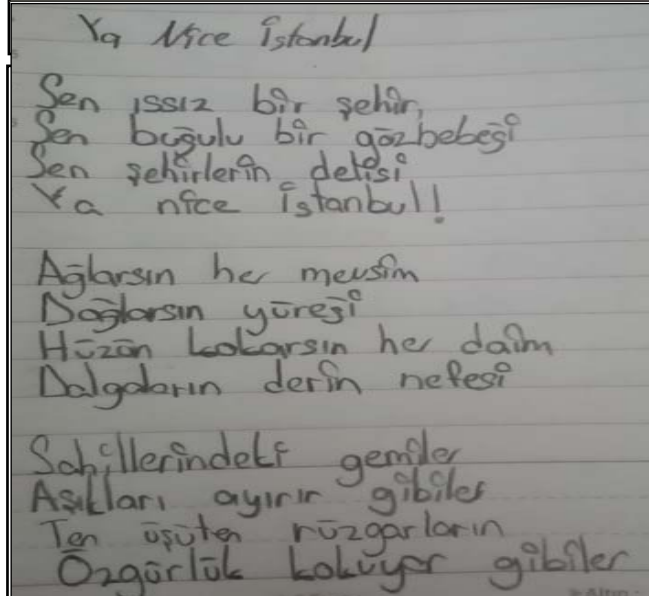 Ya Nice İstanbul
Sen ıssız bir şehir,
Sen buğulu bir gözbebeği
Sen şehirlerin delisi
Ya nice İstanbul!
Ağlarsın her mevsim
Dağlarsın yüreği
Hüzün kokarsın her daim
Dalgaların derin nefesi
Sahillerindeki gemiler
Aşıkları ayırır gibiler
Ten üşüten rüzgarların
Özgürlük kokuyor gibiler